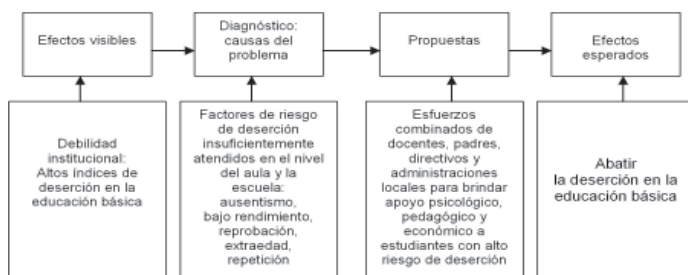 Efectos visibles
Diagnóstico:
causas del
problema
Propuestas
Efectos
esperados
Debilidad
institucional:
Altos índices de
deserción en la
educación básica
Factores de riesgo
de deserción
insuficientemente
atendidos en el nivel
del aula y la
escuela:
ausentismo,
bajo rendimiento,
reprobación,
extraedad,
repetición
Esfuerzos
combinados de
docentes, padres,
directivos y
administraciones
locales para brindar
apoyo psicológico,
pedagógico y
económico a
estudiantes con alto
riesgo de deserción
Abatir
la deserción en la
educación básica